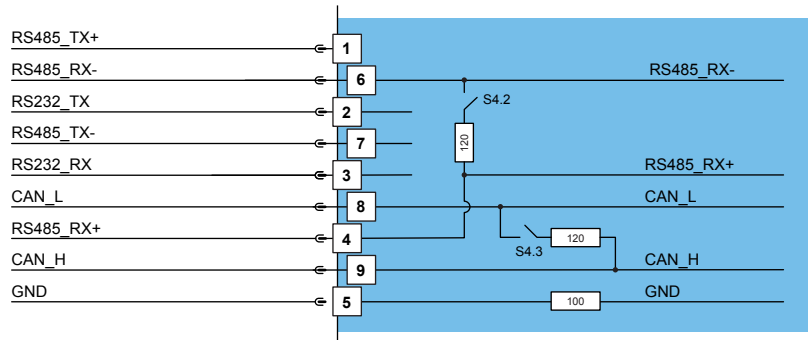 RS485_TX+ 1
RS485_RX- 6 RS485_RX-
RS232_TX 2 S4.2
RS485_TX- 7 120
RS232_RX 3 RS485_RX+
CAN_L 8 CAN_L
RS485_RX+ 4 S4.3 120
CAN_H 9 CAN_H
GND 5 100 GND